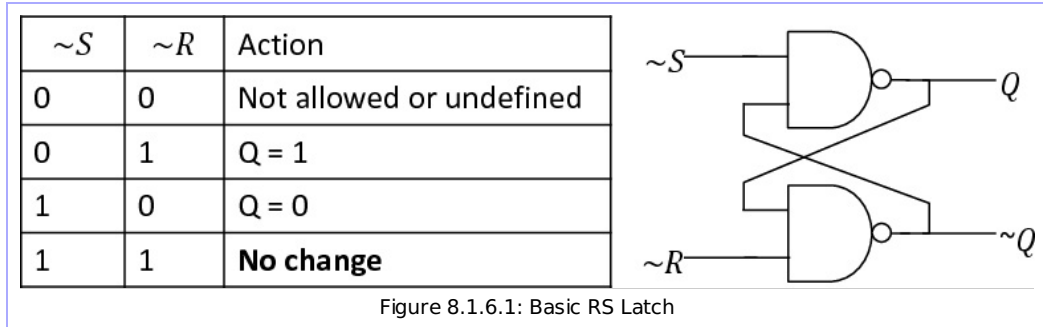 ~S ~R Action
0 0 Not allowed or undefined
0 1 Q = 1
1 0 Q = 0
1 1 No change
~S
Q
~Q
~R
Figure 8.1.6.1: Basic RS Latch